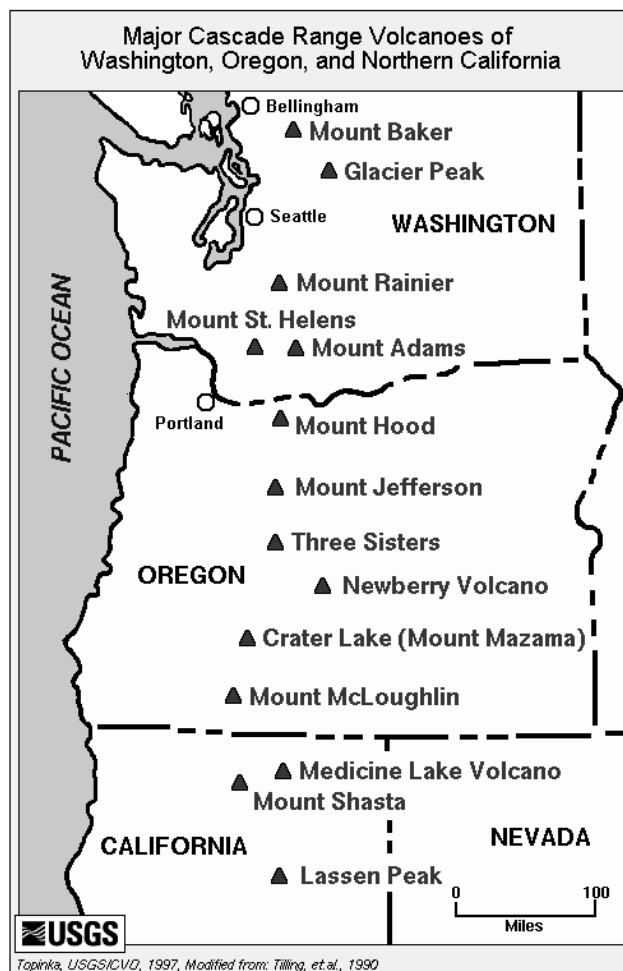 Major Cascade Range Volcanoes of
Washington, Oregon, and Northern California
Bellingham
Mount Baker
Glacier Peak
Seattle
WASHINGTON
Mount Rainier
Mount St. Helens
Mount Adams
PACIFIC OCEAN
Portland
Mount Hood
Mount Jefferson
Three Sisters
OREGON
Newberry Volcano
Crater Lake (Mount Mazama)
Mount McLoughlin
Medicine Lake Volcano
Mount Shasta
CALIFORNIA
NEVADA
Lassen Peak
0 100
Miles
USGS
Topinka, USGS/CVO, 1997, Modified from: Tilling, et.al., 1990